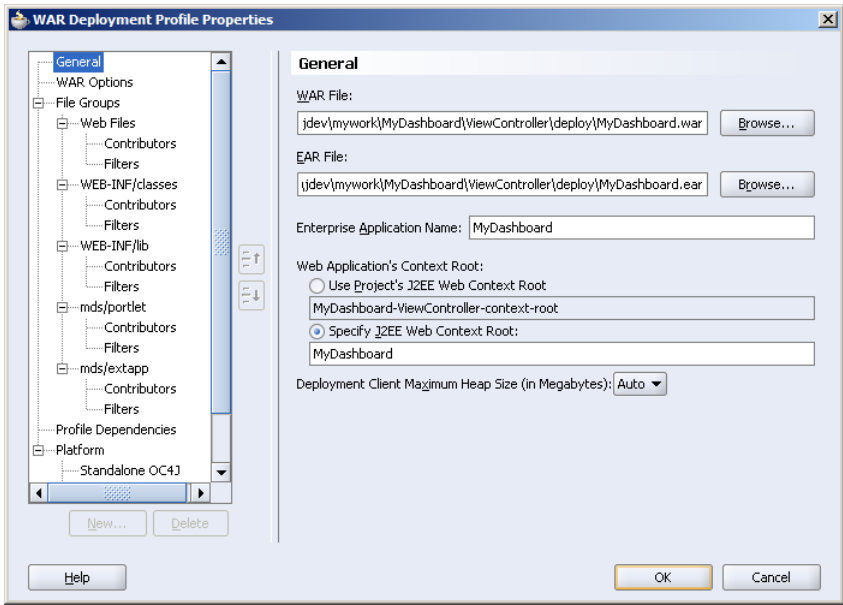 WAR Deployment Profile Properties
General
WAR Options
File Groups
Web Files
Contributors
Filters
WEB-INF/classes
Contributors
Filters
WEB-INF/lib
Contributors
Filters
mds/portlet
Contributors
Filters
mds/extapp
Contributors
Filters
Profile Dependencies
Platform
Standalone OC4J
New...
Delete
General
WAR File:
jdev\mywork\MyDashboard\ViewController\deploy\MyDashboard.war
Browse...
EAR File:
\jdev\mywork\MyDashboard\ViewController\deploy\MyDashboard.ear
Browse...
Enterprise Application Name: MyDashboard
Web Application's Context Root:
Use Project's J2EE Web Context Root
MyDashboard-ViewController-context-root
Specify J2EE Web Context Root:
MyDashboard
Deployment Client Maximum Heap Size (in Megabytes): Auto
Help
OK
Cancel